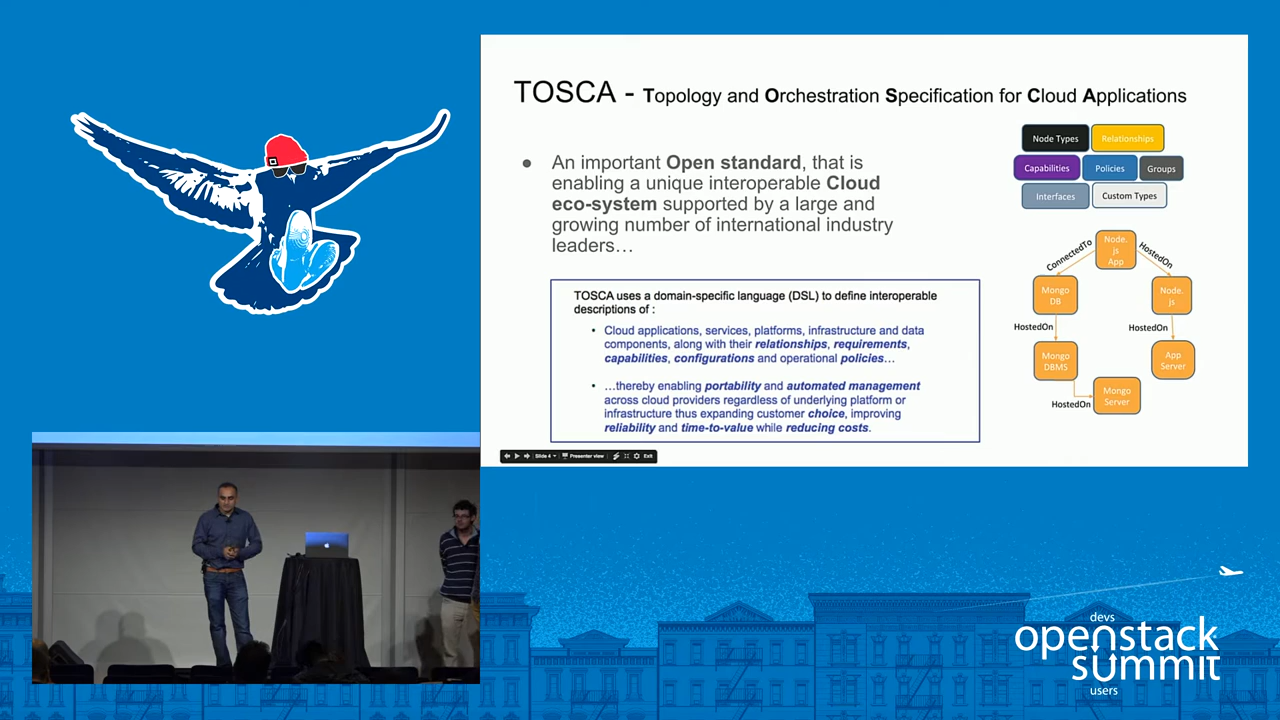 TOSCA - Topology and Orchestration Specification for Cloud Applications
● An important Open standard, that is
enabling a unique interoperable Cloud
eco-system supported by a large and
growing number of international industry
leaders…
TOSCA uses a domain-specific language (DSL) to define interoperable
descriptions of :
• Cloud applications, services, platforms, infrastructure and data
components, along with their relationships, requirements,
capabilities, configurations and operational policies…
• …thereby enabling portability and automated management
across cloud providers regardless of underlying platform or
infrastructure thus expanding customer choice, improving
reliability and time-to-value while reducing costs.
Node Types
Relationships
Capabilities
Policies
Groups
Interfaces
Custom Types
Node.
js
App
ConnectedTo
HostedOn
Mongo
DB
Node.
js
HostedOn
HostedOn
Mongo
DBMS
App
Server
HostedOn
Mongo
Server
Slide 4
Presenter view
Exit
devs
openstack
summit
users